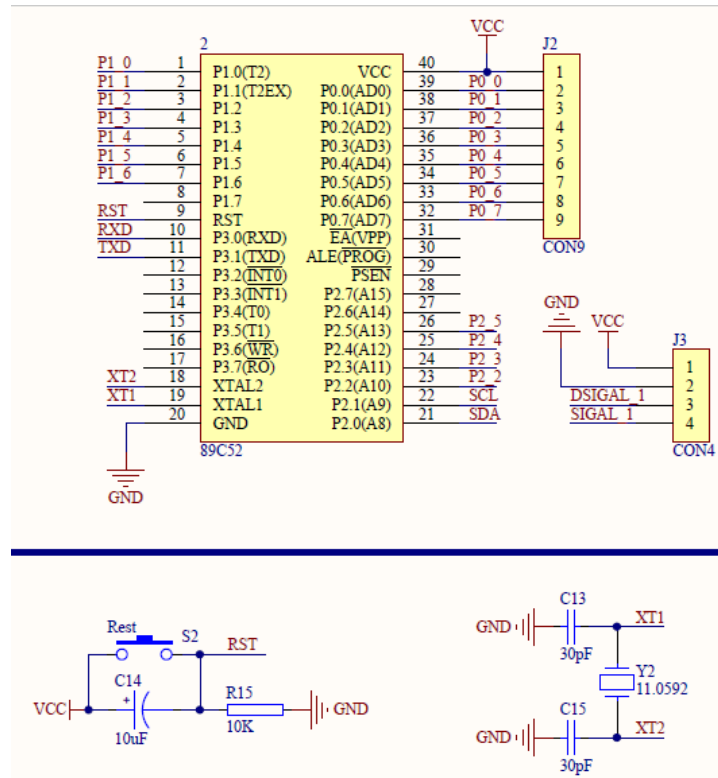 2
VCC
J2
P1_0 1 P1.0(T2) VCC 40 1
P1_1 2 P1.1(T2EX) P0.0(AD0) 39 P0_0 2
P1_2 3 P1.2 P0.1(AD1) 38 P0_1 3
P1_3 4 P1.3 P0.2(AD2) 37 P0_2 4
P1_4 5 P1.4 P0.3(AD3) 36 P0_3 5
P1_5 6 P1.5 P0.4(AD4) 35 P0_4 6
P1_6 7 P1.6 P0.5(AD5) 34 P0_5 7
8 P1.7 P0.6(AD6) 33 P0_6 8
RST 9 RST P0.7(AD7) 32 P0_7 9
RXD 10 P3.0(RXD) EA(VPP) 31
CON9
TXD 11 P3.1(TXD) ALE(PROG) 30
12 P3.2(INT0) PSEN 29
13 P3.3(INT1) P2.7(A15) 28
14 P3.4(T0) P2.6(A14) 27
15 P3.5(T1) P2.5(A13) 26 P2_5
16 P3.6(WR) P2.4(A12) 25 P2_4
17 P3.7(RO) P2.3(A11) 24 P2_3
XT2 18 XTAL2 P2.2(A10) 23 P2_2
XT1 19 XTAL1 P2.1(A9) 22 SCL
20 GND P2.0(A8) 21 SDA
89C52
GND
GND
VCC
J3
1
2
DSIGAL_1 3
SIGAL_1 4
CON4
Rest
S2
RST
C14
+
VCC
10uF
R15
10K
GND
C13
XT1
GND
30pF
Y2
11.0592
C15
XT2
GND
30pF